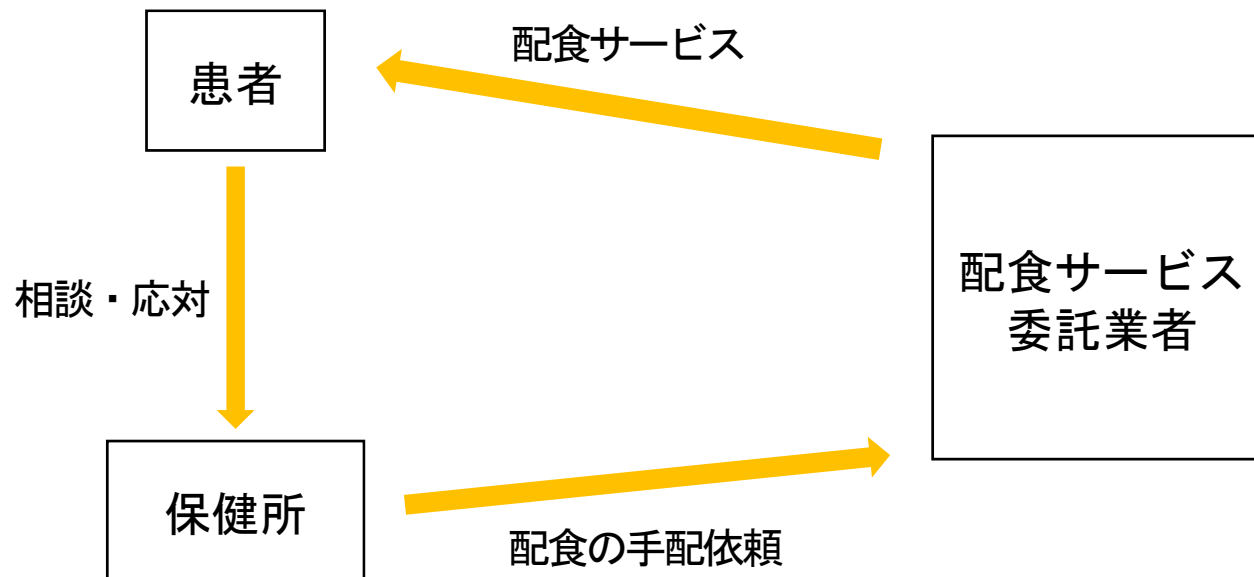 配食サービス
患者
配食サービス
委託業者
相談・応対
保健所
配食の手配依頼